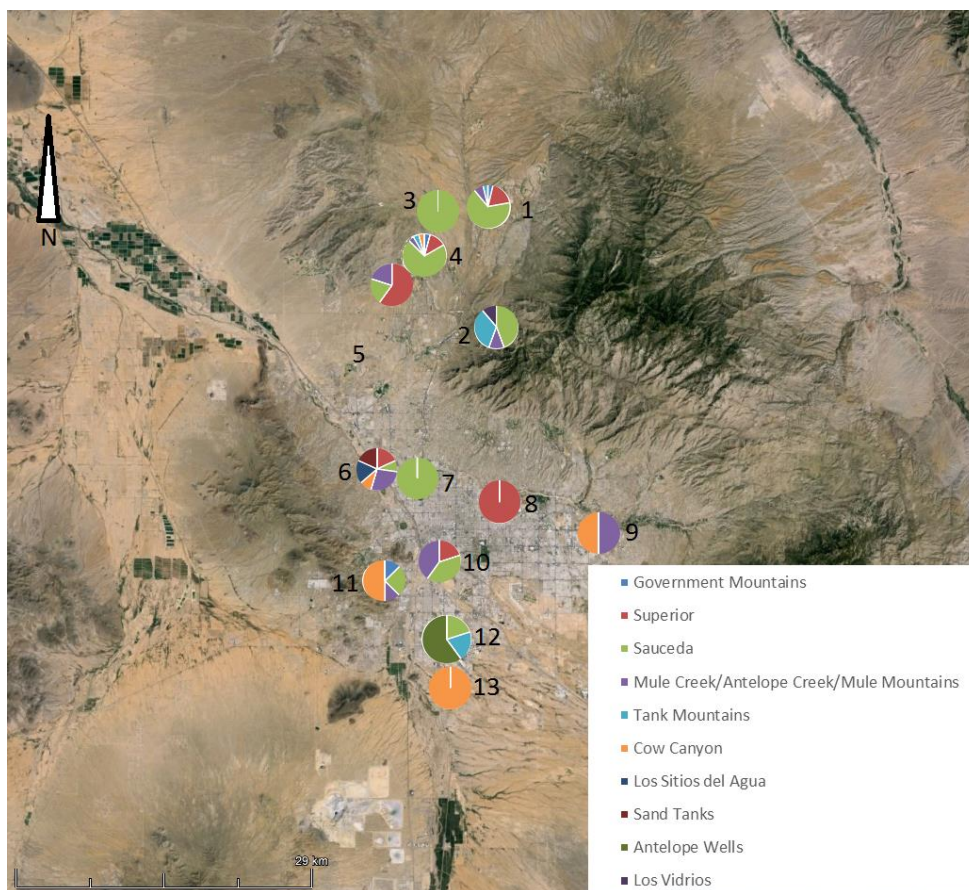 N
3
1
4
2
5
6
7
8
9
10
11
12
13
29 km
Government Mountains
Superior
Sauceda
Mule Creek/Antelope Creek/Mule Mountains
Tank Mountains
Cow Canyon
Los Sitios del Agua
Sand Tanks
Antelope Wells
Los Vidrios